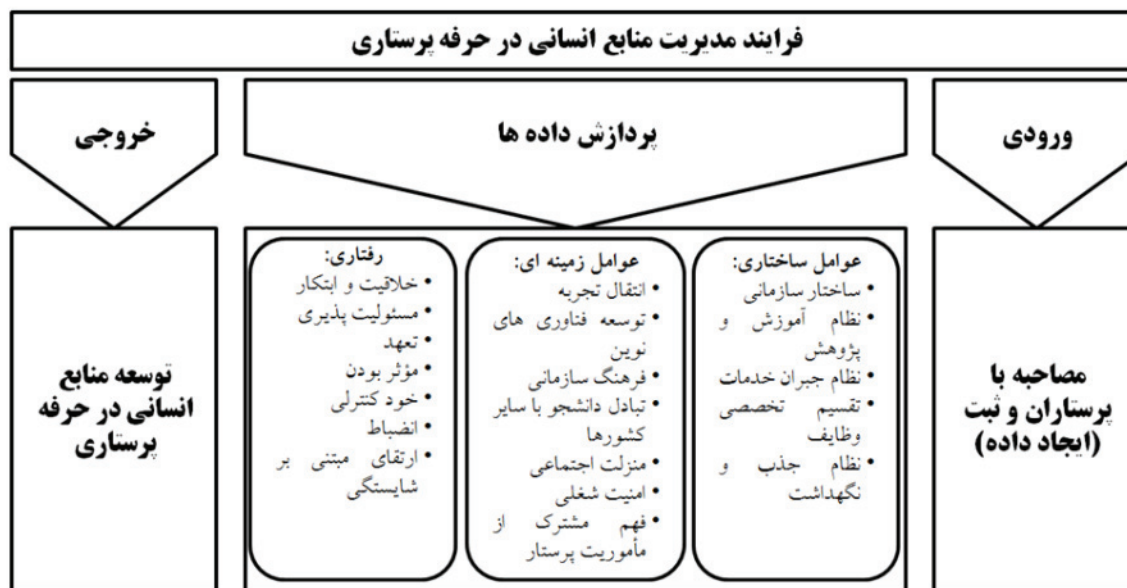 فرایند مدیریت منابع انسانی در حرفه پرستاری
ورودی
پردازش داده ها
خروجی
مصاحبه با
پرستاران و ثبت
(ایجاد داده)
عوامل ساختاری:
• ساختار سازمانی
• نظام آموزش و
پژوهش
• نظام جبران خدمات
• تقسیم تخصصی
وظایف
• نظام جذب و
نگهداشت
عوامل زمینه ای:
• انتقال تجربه
• توسعه فناوری های
نوین
• فرهنگ سازمانی
• تبادل دانشجو با سایر
کشورها
• منزلت اجتماعی
• امنیت شغلی
• فهم مشترک از
مأموریت پرستار
رفتاری:
• خلاقیت و ابتکار
• مسئولیت پذیری
• تعهد
• مؤثر بودن
• خود کنترلی
• انضباط
• ارتقای مبتنی بر
شایستگی
توسعه منابع
انسانی در حرفه
پرستاری